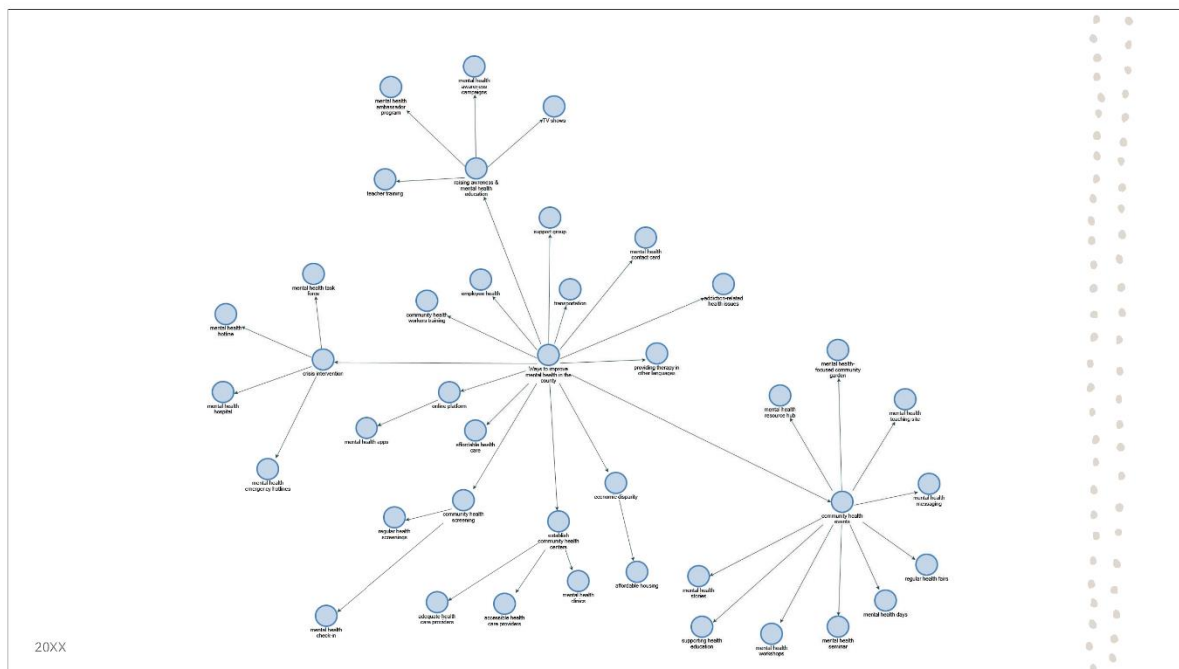 mental health
awareness
campaigns
mental health
ambassador
program
TV shows
raising awareness &
mental health
education
teacher training
support group
mental health
contact card
mental health task
force
employee health
transportation
addiction-related
health issues
community health
workers training
mental health
hotline
crisis intervention
Ways to improve
mental health in the
county
providing therapy in
other languages
mental health-
focused community
garden
mental health
hospital
online platform
mental health
resource hub
mental health
teaching site
mental health apps
affordable health
care
mental health
emergency hotlines
economic disparity
mental health
messaging
community health
screening
community health
events
regular health
screenings
establish
community health
centers
regular health fairs
affordable housing
mental health
stories
mental health
clinics
adequate health
care providers
accessible health
care providers
mental health days
mental health
check-in
supporting health
education
mental health
workshops
mental health
seminar
20XX